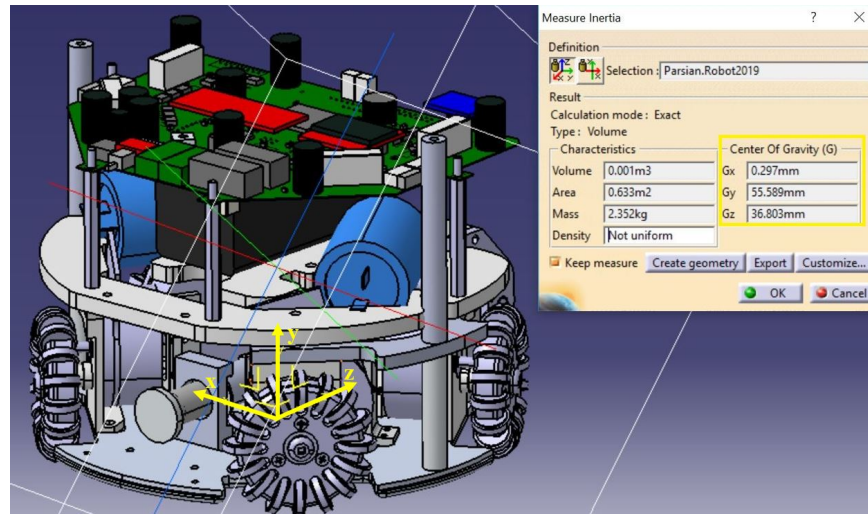 Measure Inertia ? ×
Definition
Selection : Parsian.Robot2019
Result
Calculation mode : Exact
Type : Volume
Characteristics
Center Of Gravity (G)
Volume 0.001m3
Gx 0.297mm
Area 0.633m2
Gy 55.589mm
Mass 2.352kg
Gz 36.803mm
Density Not uniform
Keep measure Create geometry Export Customize...
OK Cancel
y
x z